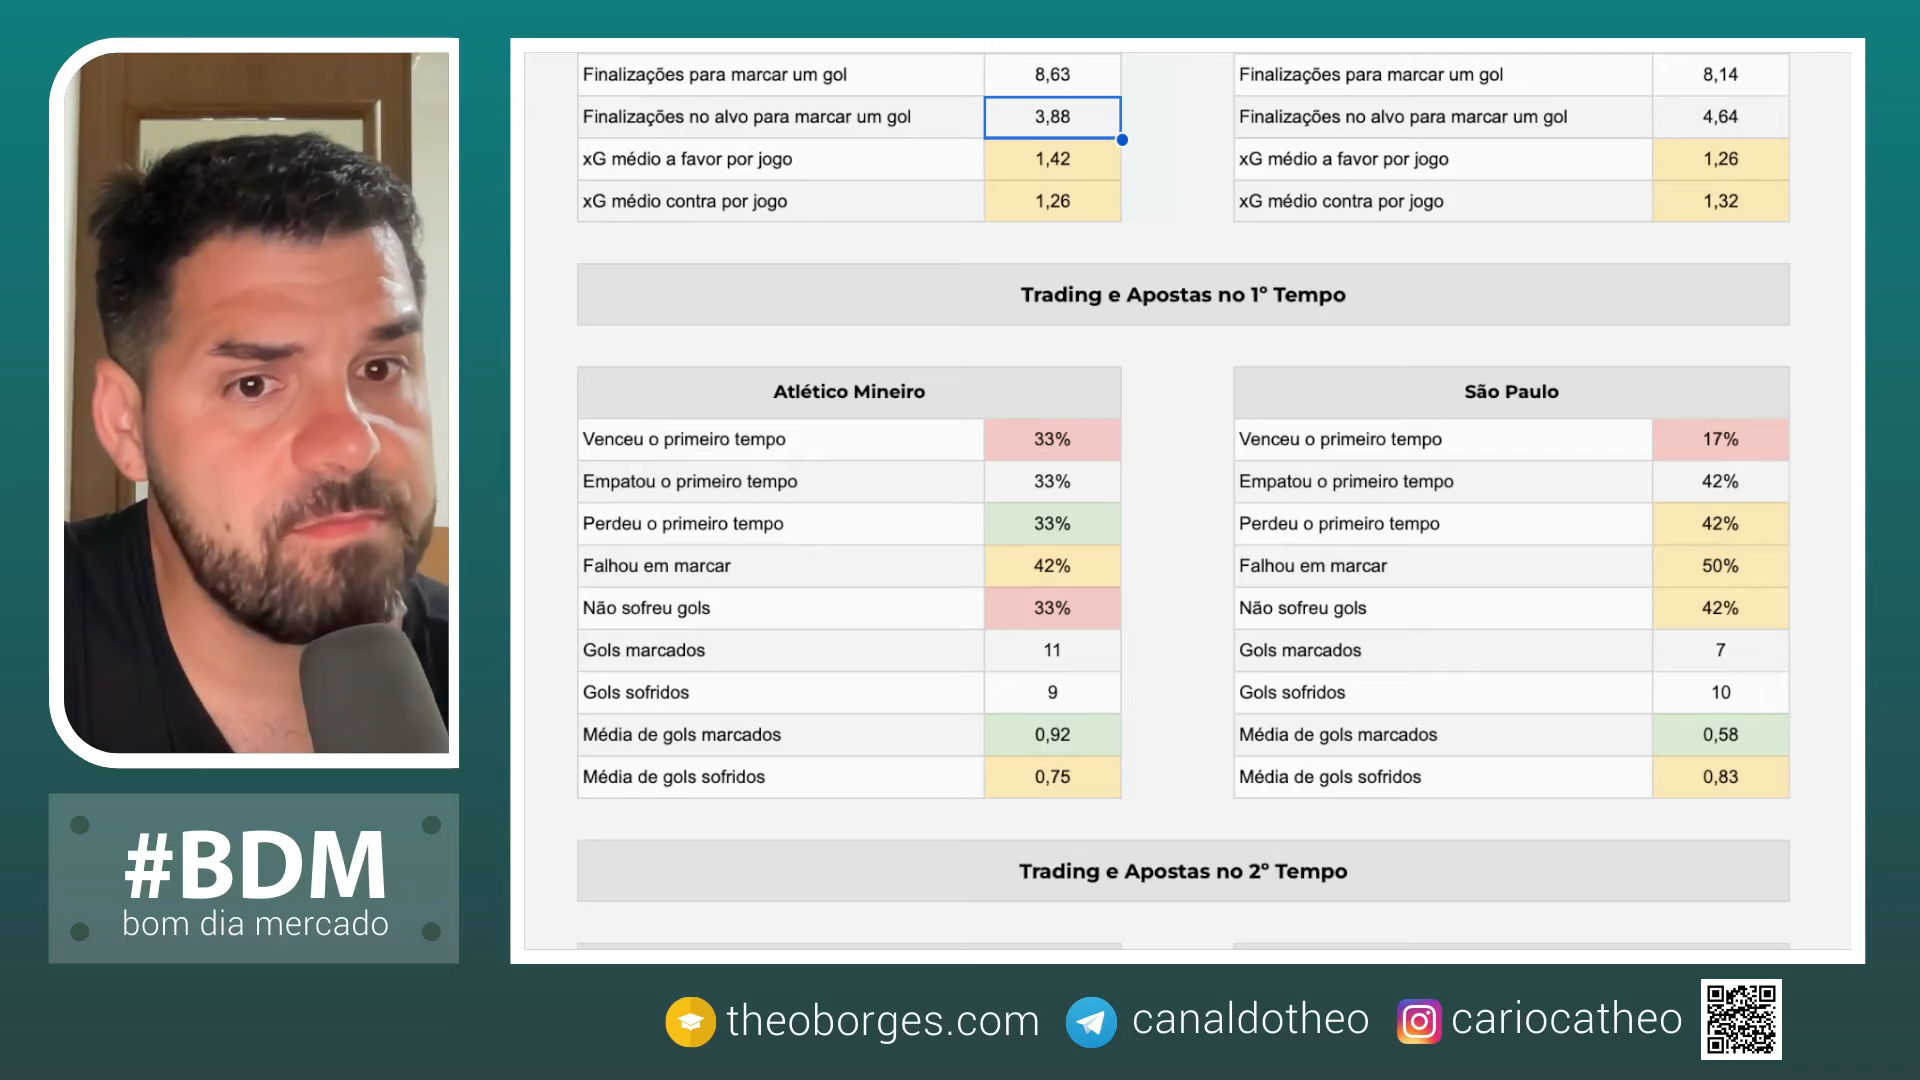 Finalizações para marcar um gol 8,63
Finalizações no alvo para marcar um gol 3,88
xG médio a favor por jogo 1,42
xG médio contra por jogo 1,26
Finalizações para marcar um gol 8,14
Finalizações no alvo para marcar um gol 4,64
xG médio a favor por jogo 1,26
xG médio contra por jogo 1,32
Trading e Apostas no 1º Tempo
Atlético Mineiro
Venceu o primeiro tempo 33%
Empatou o primeiro tempo 33%
Perdeu o primeiro tempo 33%
Falhou em marcar 42%
Não sofreu gols 33%
Gols marcados 11
Gols sofridos 9
Média de gols marcados 0,92
Média de gols sofridos 0,75
São Paulo
Venceu o primeiro tempo 17%
Empatou o primeiro tempo 42%
Perdeu o primeiro tempo 42%
Falhou em marcar 50%
Não sofreu gols 42%
Gols marcados 7
Gols sofridos 10
Média de gols marcados 0,58
Média de gols sofridos 0,83
Trading e Apostas no 2º Tempo
#BDM
bom dia mercado
theoborges.com
canaldotheo
cariocatheo